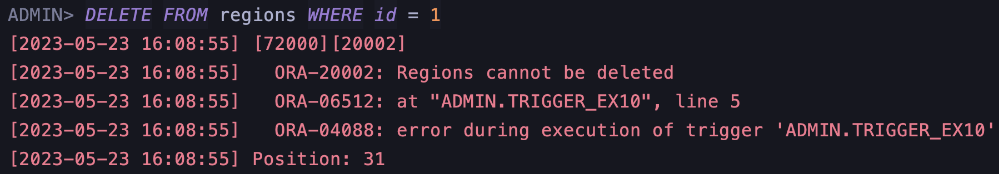 ADMIN> DELETE FROM regions WHERE id = 1
[2023-05-23 16:08:55] [72000][20002]
[2023-05-23 16:08:55]   ORA-20002: Regions cannot be deleted
[2023-05-23 16:08:55]   ORA-06512: at "ADMIN.TRIGGER_EX10", line 5
[2023-05-23 16:08:55]   ORA-04088: error during execution of trigger 'ADMIN.TRIGGER_EX10'
[2023-05-23 16:08:55] Position: 31